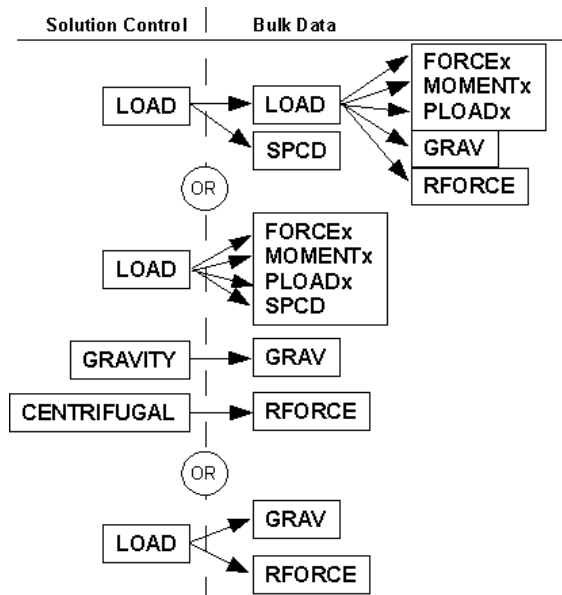 Solution Control Bulk Data
FORCEx
MOMENTx
LOAD LOAD PLOADx
SPCD GRAV
OR RFORCE
FORCEx
MOMENTx
LOAD PLOADx
SPCD
GRAVITY GRAV
CENTRIFUGAL RFORCE
OR
GRAV
LOAD
RFORCE